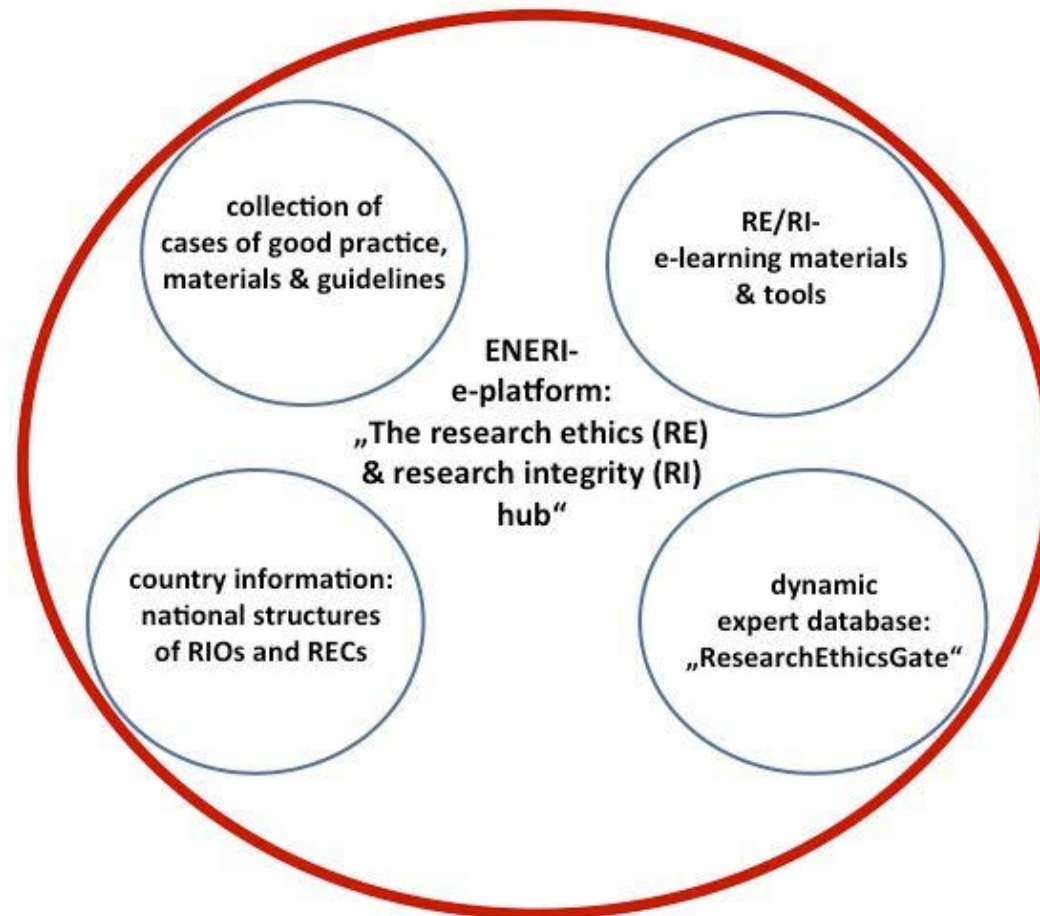 collection of
cases of good practice,
materials & guidelines
RE/RI-
e-learning materials
& tools
ENERI-
e-platform:
„The research ethics (RE)
& research integrity (RI)
hub“
country information:
national structures
of RIOs and RECs
dynamic
expert database:
„ResearchEthicsGate“